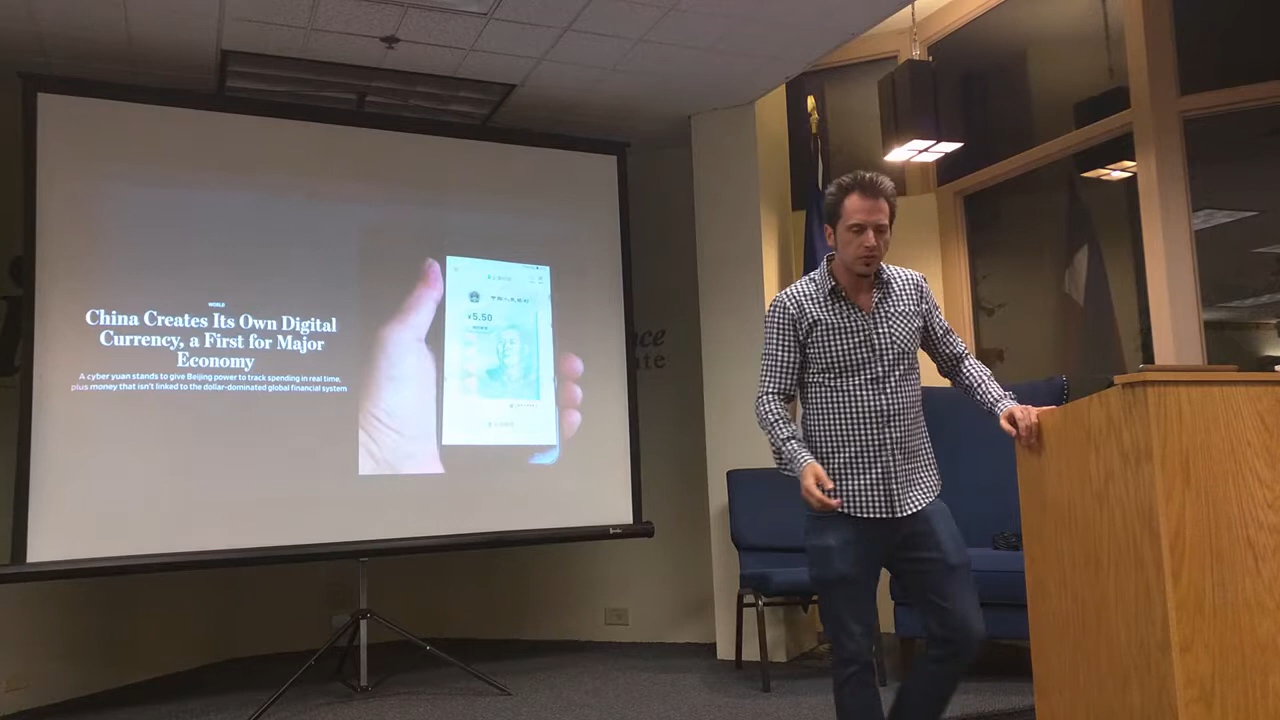 WORLD
China Creates Its Own Digital
Currency, a First for Major
Economy
A cyber yuan stands to give Beijing power to track spending in real time,
plus money that isn't linked to the dollar-dominated global financial system
¥5.50